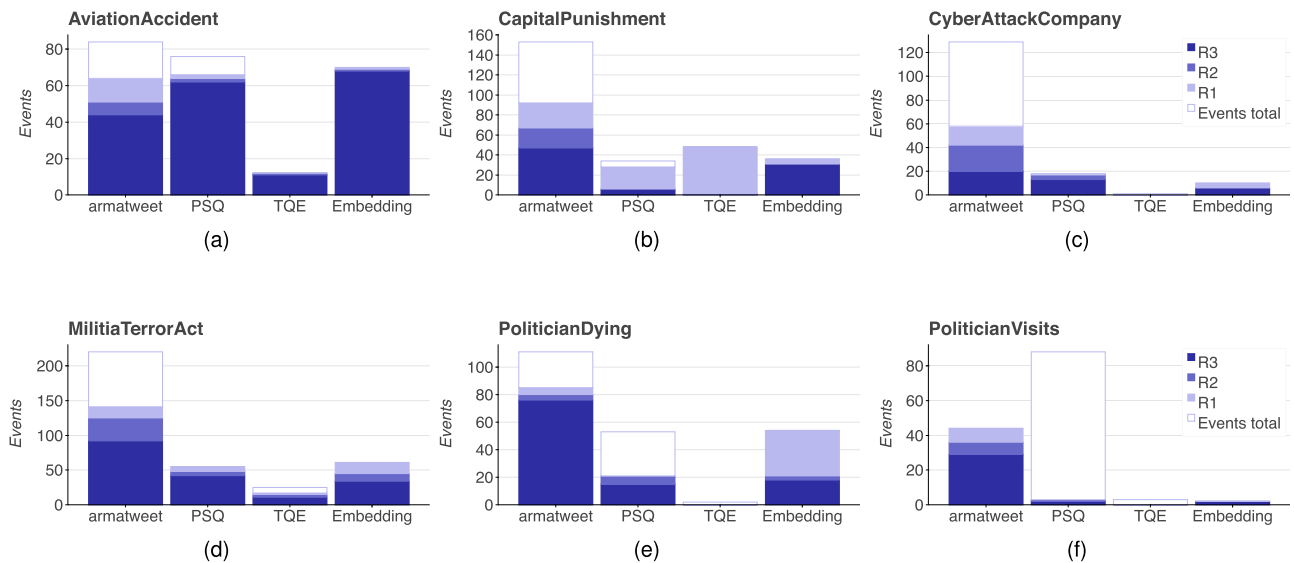 AviationAccident
80
60
40
20
0
Events
armatweet PSQ TQE Embedding
(a)
CapitalPunishment
160
140
120
100
80
60
40
20
0
armatweet PSQ TQE Embedding
(b)
CyberAttackCompany
120
100
80
60
40
20
0
R3
R2
R1
Events total
armatweet PSQ TQE Embedding
(c)
MilitiaTerrorAct
200
150
100
50
0
Events
armatweet PSQ TQE Embedding
(d)
PoliticianDying
100
80
60
40
20
0
Events
armatweet PSQ TQE Embedding
(e)
PoliticianVisits
80
60
40
20
0
Events
R3
R2
R1
Events total
armatweet PSQ TQE Embedding
(f)